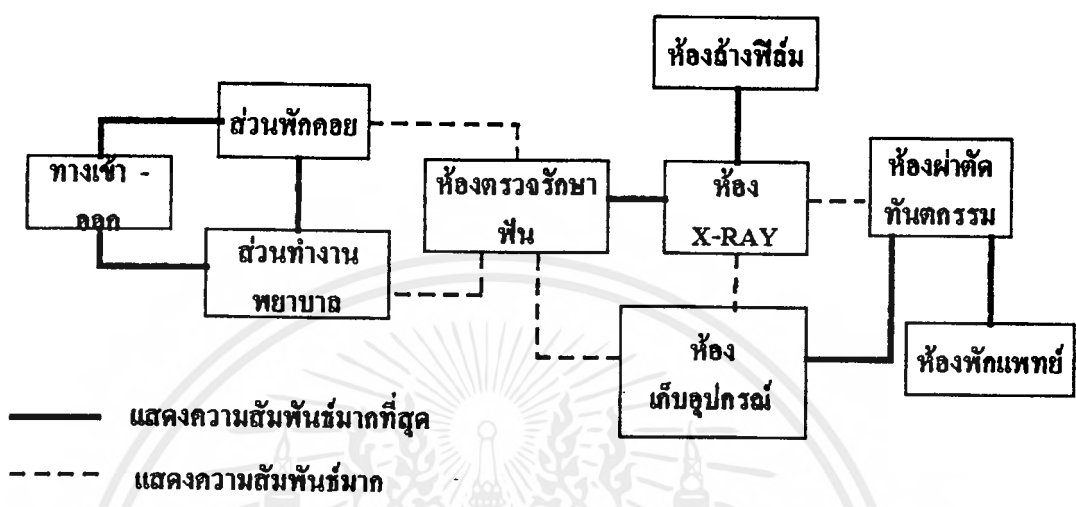 ห้องล้างฟิล์ม
ส่วนพักคอย
ทางเข้า -
ออก
ส่วนทำงาน
พยาบาล
ห้องตรวจรักษา
ฟัน
ห้อง
X-RAY
ห้องผ่าตัด
ทันตกรรม
ห้อง
เก็บอุปกรณ์
ห้องพักแพทย์
แสดงความสัมพันธ์มากที่สุด
แสดงความสัมพันธ์มาก